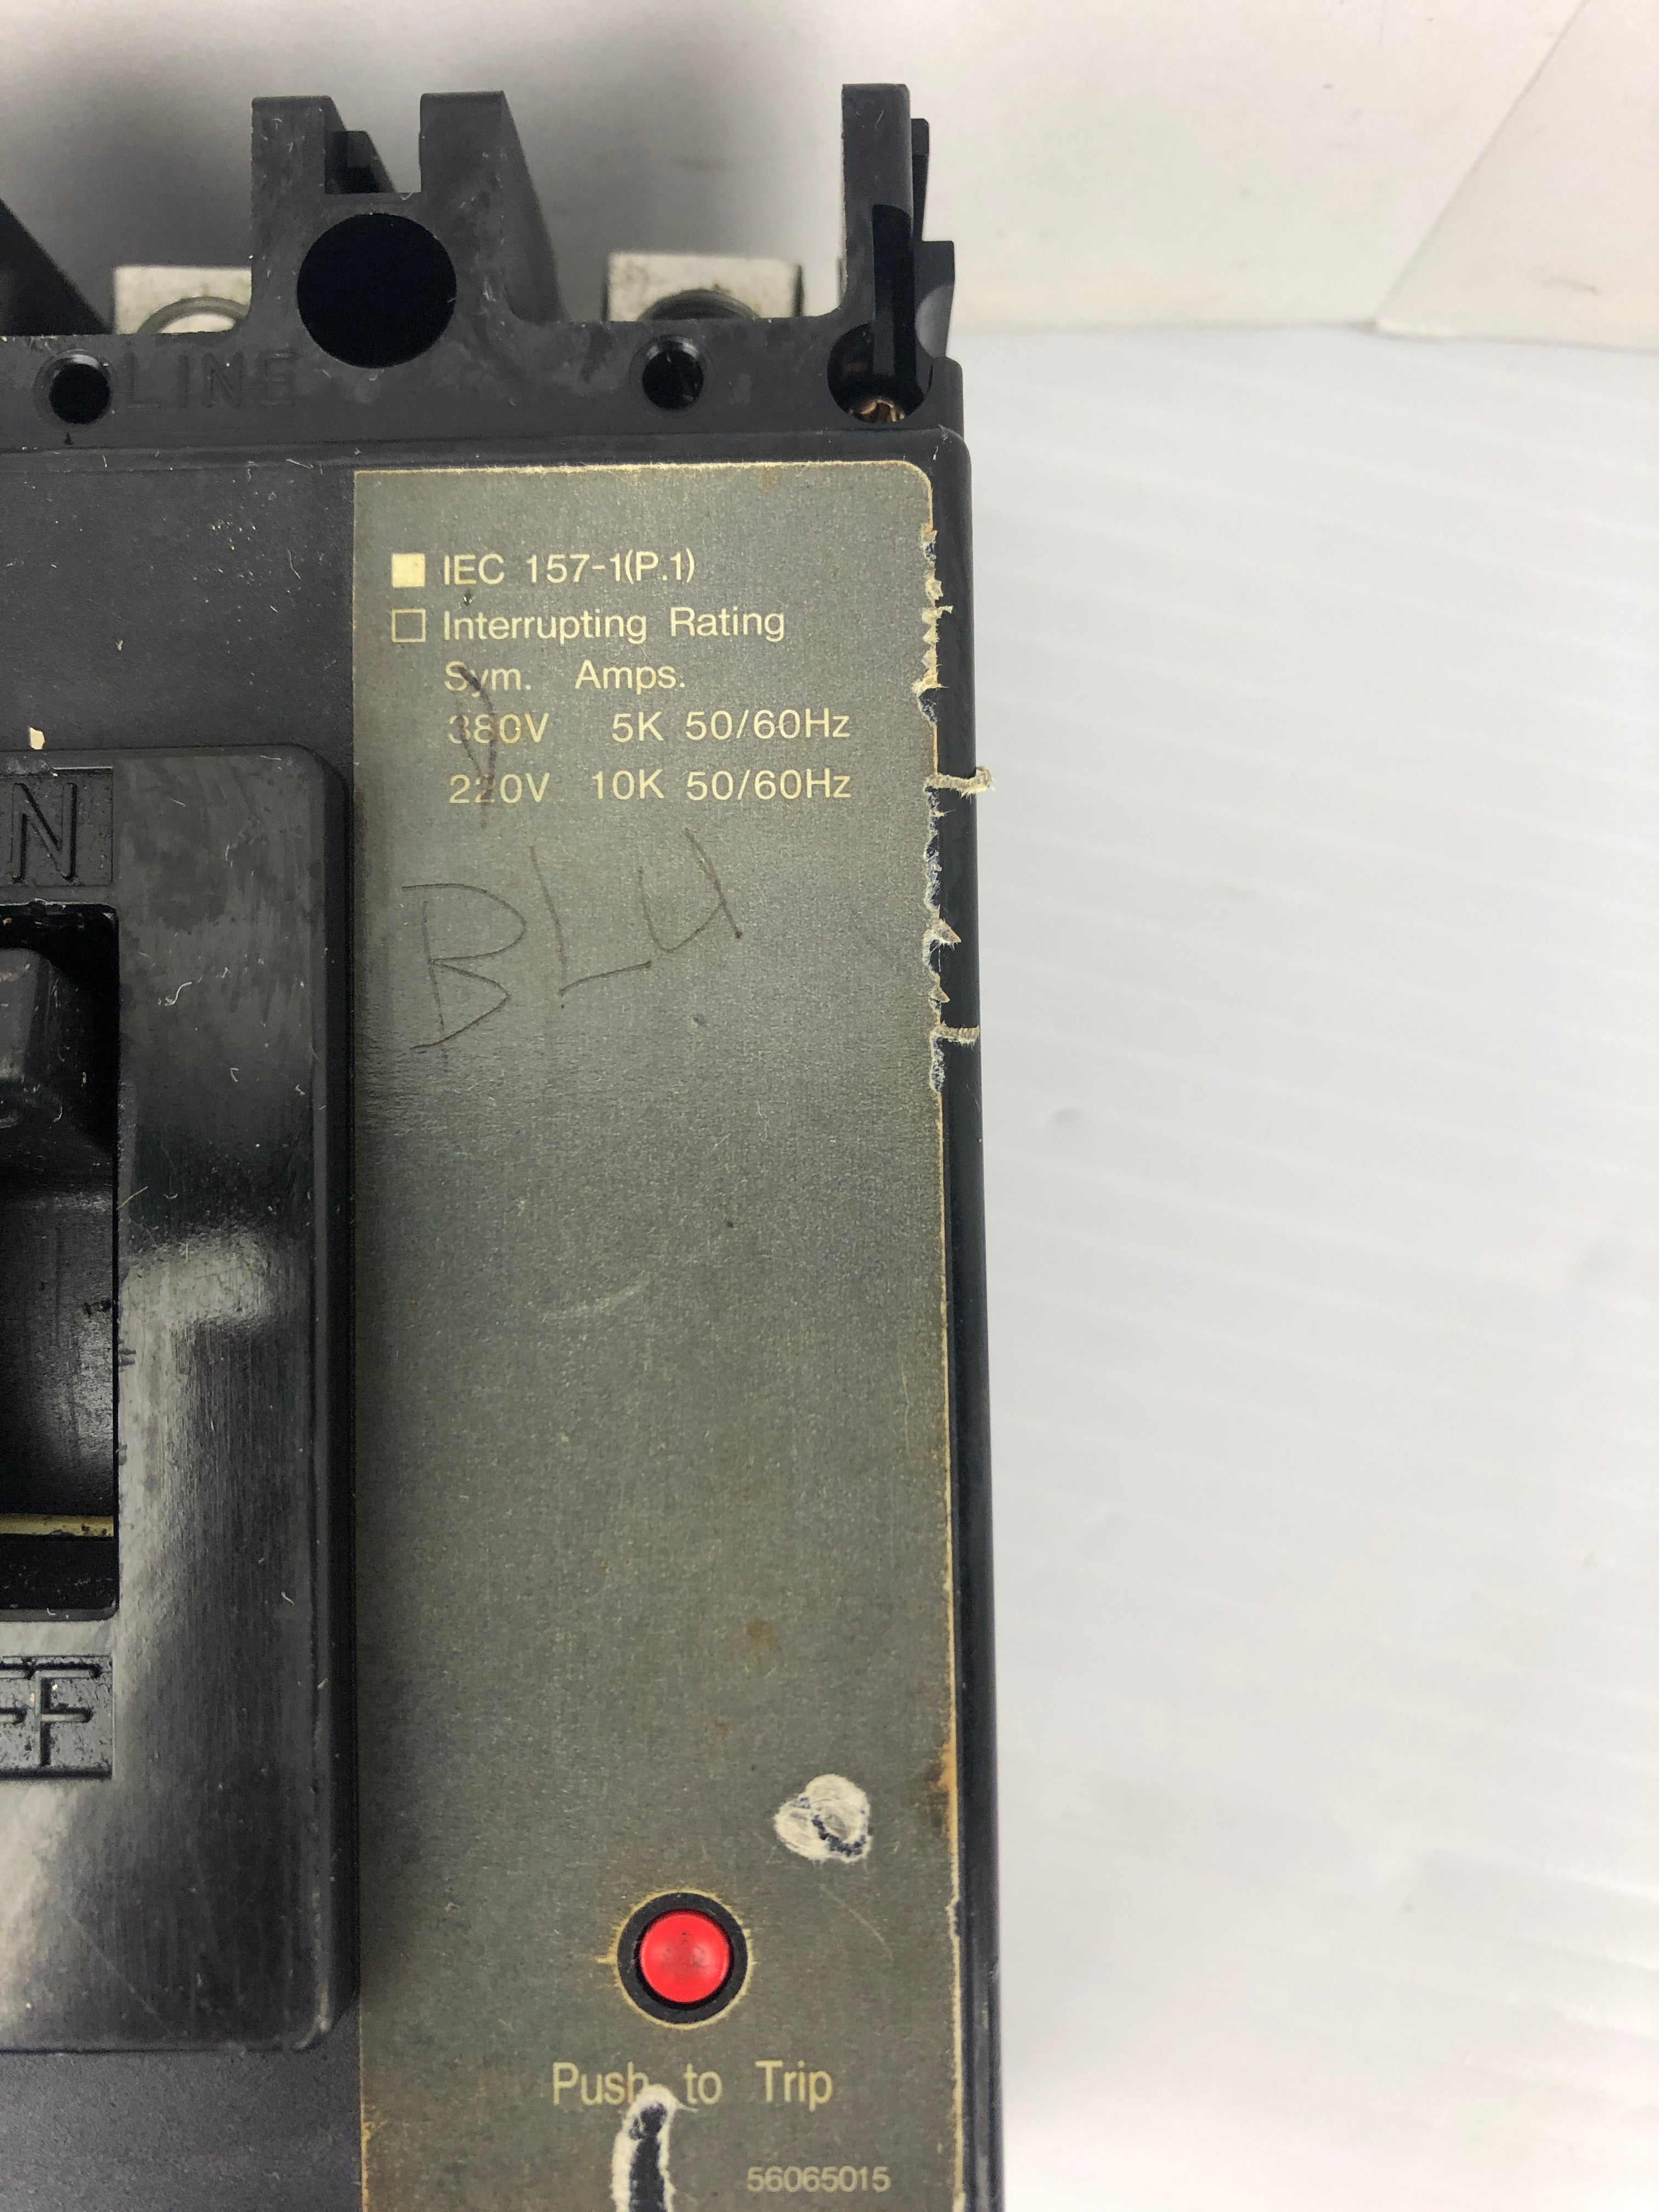 LINE
■ IEC 157-1(P.1)
□ Interrupting Rating
Sym. Amps.
380V 5K 50/60Hz
220V 10K 50/60Hz
N
BLU
FF
Push to Trip
56065015